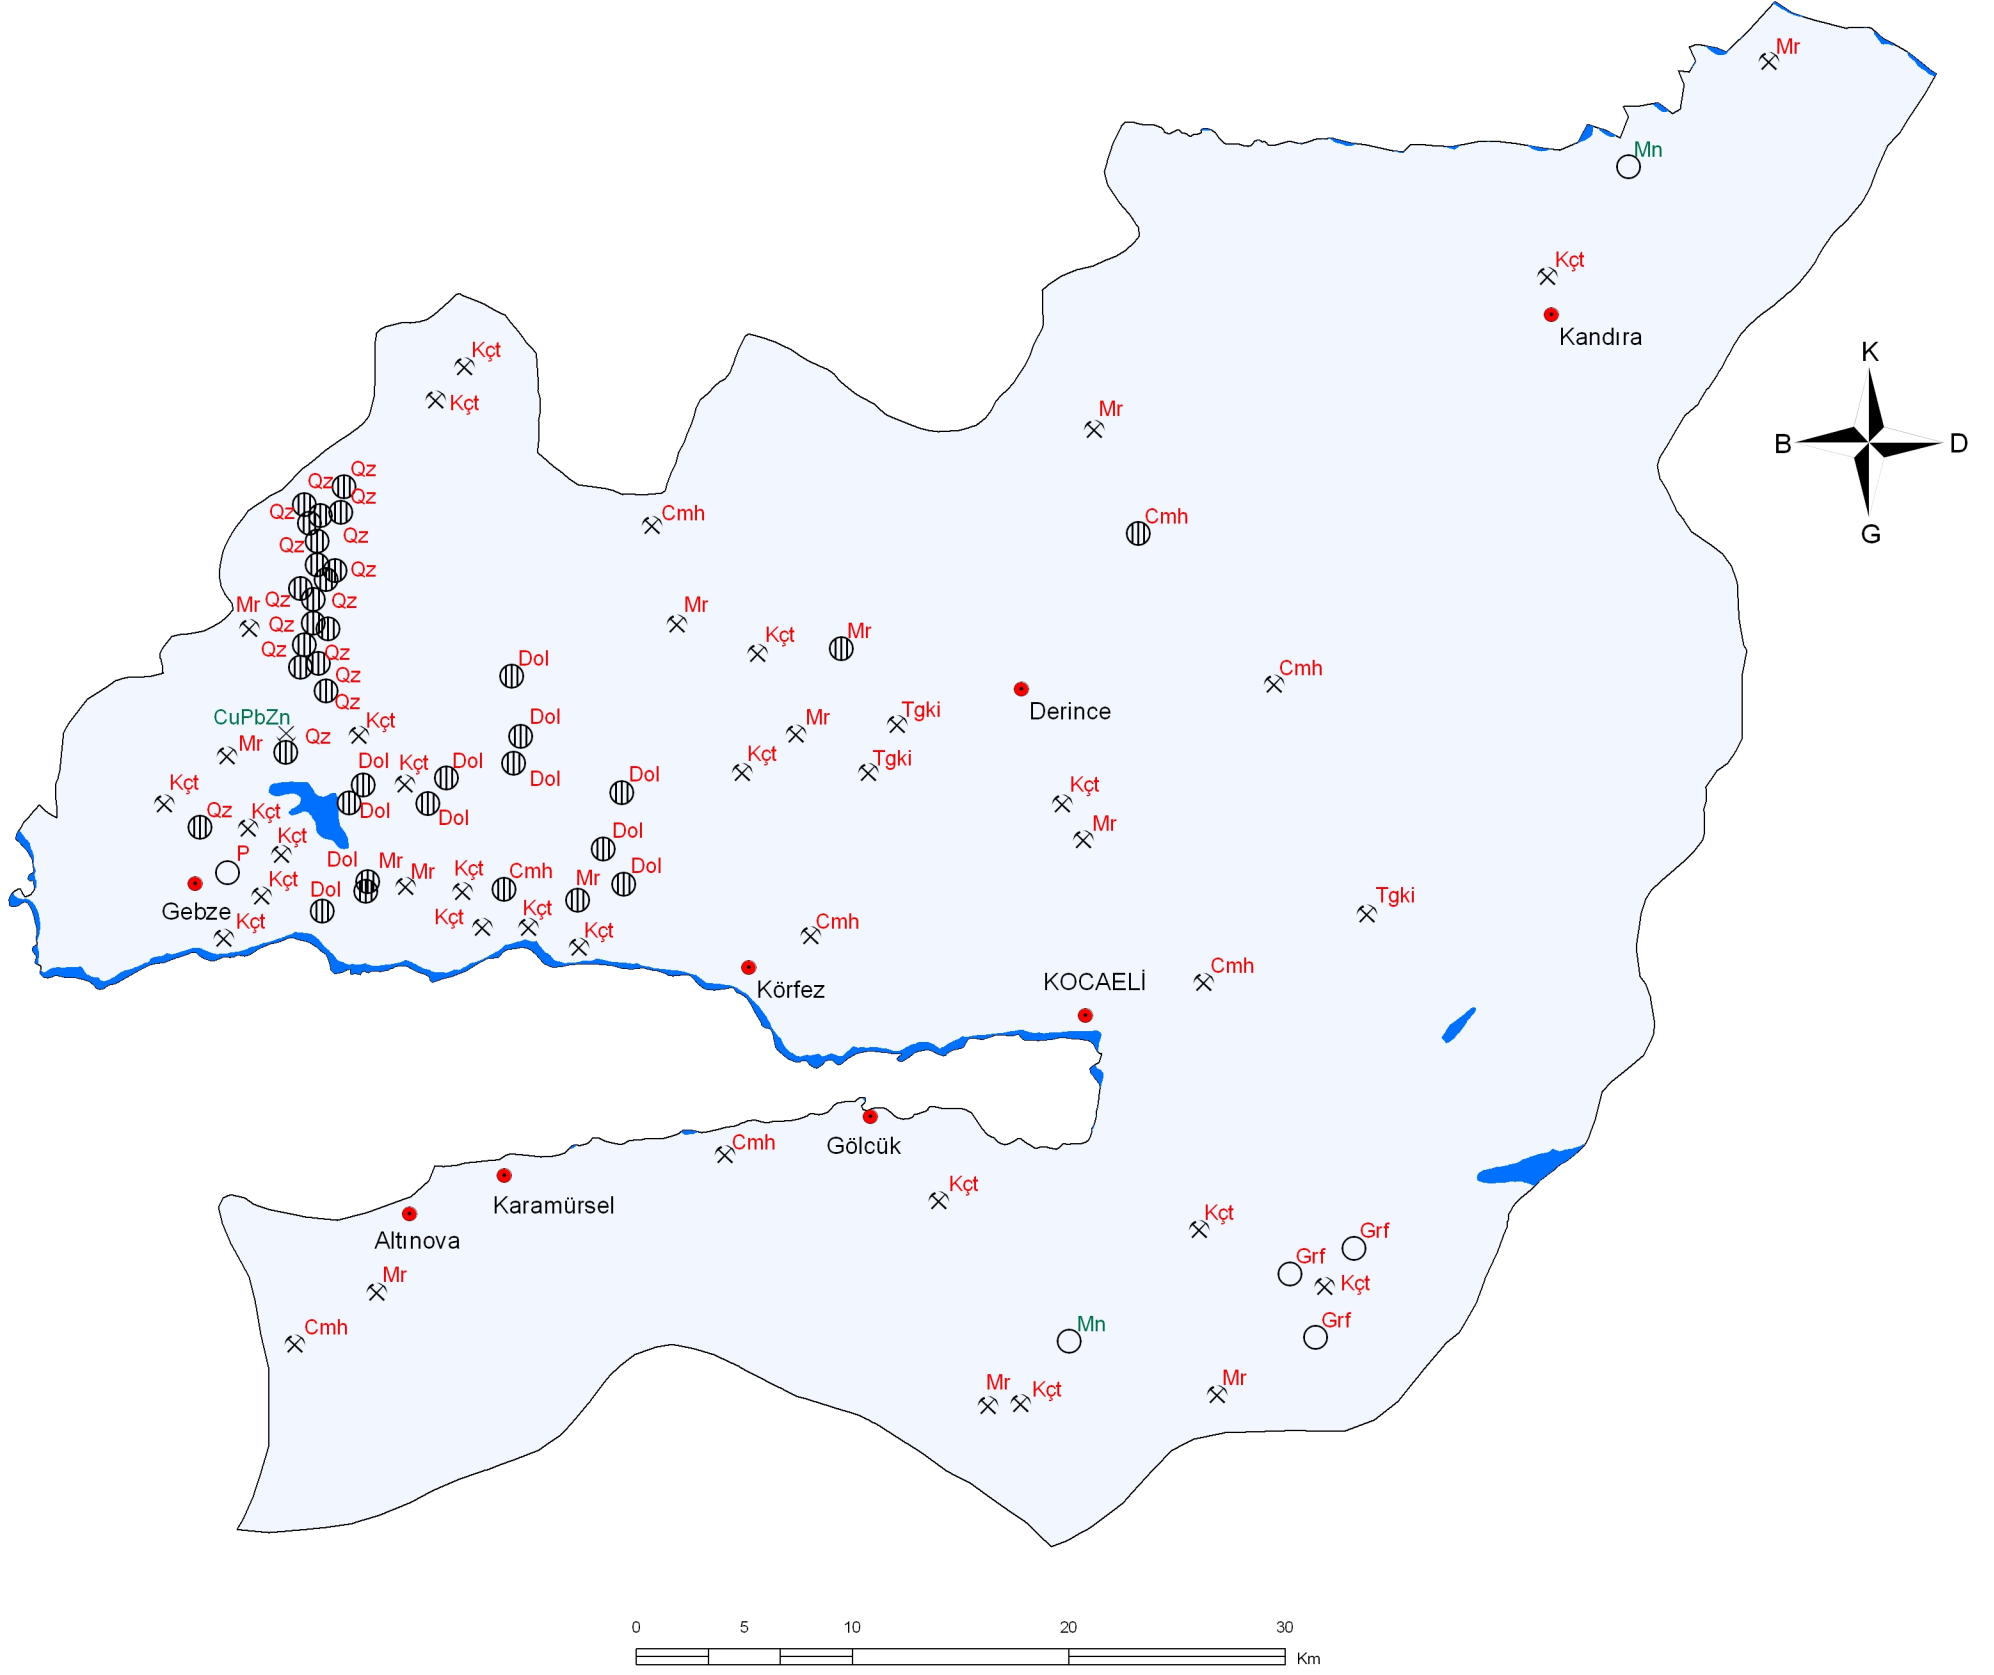 Mr
Mn
Kçt
Kandıra
K
B
D
G
Kçt
Kçt
Mr
Qz
Qz
Qz
Qz
Cmh
Cmh
Qz
Qz
Qz
Mr
Qz
Qz
Mr
Qz
Kçt
Mr
Qz
Qz
Dol
Cmh
Qz
Qz
Derince
CuPbZn
Qz
Kçt
Dol
Mr
Tgki
Mr
Dol
Kçt
Dol
Dol
Dol
Kçt
Tgki
Kçt
Kçt
Qz
Kçt
Dol
Dol
Mr
Kçt
Dol
P
Dol
Mr
Mr
Kçt
Cmh
Mr
Dol
Kçt
Dol
Tgki
Gebze
Kçt
Kçt
Kçt
Kçt
Cmh
Körfez
KOCAELİ
Cmh
Cmh
Gölcük
Karamürsel
Kçt
Kçt
Altınova
Grf
Grf
Mr
Kçt
Cmh
Mn
Grf
Mr
Kçt
Mr
0
5
10
20
30
Km